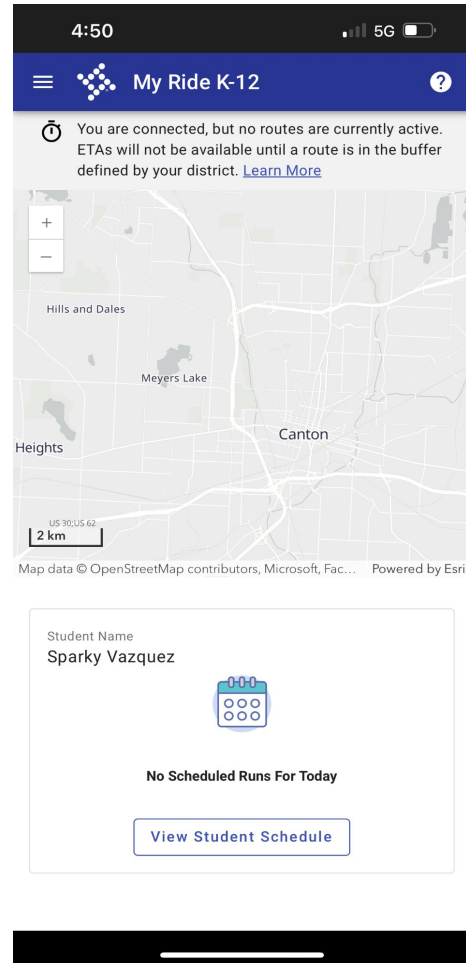 4:50
5G
My Ride K-12
?
You are connected, but no routes are currently active.
ETAs will not be available until a route is in the buffer
defined by your district. Learn More
+
−
Hills and Dales
Meyers Lake
Canton
Heights
US 30;US 62
2 km
Map data © OpenStreetMap contributors, Microsoft, Fac... Powered by Esri
Student Name
Sparky Vazquez
No Scheduled Runs For Today
View Student Schedule